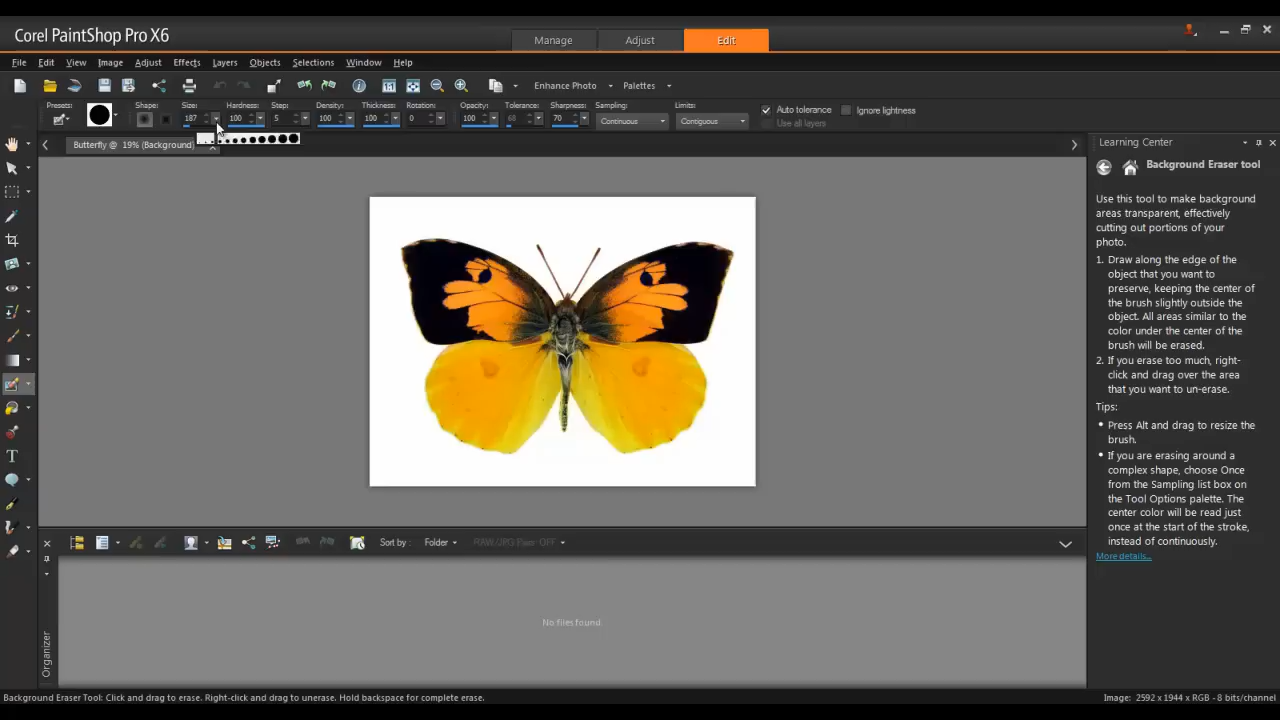 Corel PaintShop Pro X6
Manage Adjust Edit
File Edit View Image Adjust Effects Layers Objects Selections Window Help
Enhance Photo Palettes
Presets: Shape: Size: Hardness: Step: Density: Thickness: Rotation: Opacity: Tolerance: Sharpness: Sampling: Limits:
187 100 5 100 100 0 100 68 70 Continuous Contiguous
Auto tolerance Ignore lightness
Use all layers
Butterfly @ 19% (Background)
Learning Center
Background Eraser tool
Use this tool to make background
areas transparent, effectively
cutting out portions of your
photo.
1. Draw along the edge of the
object that you want to
preserve, keeping the center of
the brush slightly outside the
object. All areas similar to the
color under the center of the
brush will be erased.
2. If you erase too much, right-
click and drag over the area
that you want to un-erase.
Tips:
• Press Alt and drag to resize the
brush.
• If you are erasing around a
complex shape, choose Once
from the Sampling list box on
the Tool Options palette. The
center color will be read just
once at the start of the stroke,
instead of continuously.
More details...
Sort by : Folder RAW/JPG Pairs: OFF
No files found.
Organizer
Background Eraser Tool: Click and drag to erase. Right-click and drag to unerase. Hold backspace for complete erase.
Image: 2592 x 1944 x RGB - 8 bits/channel